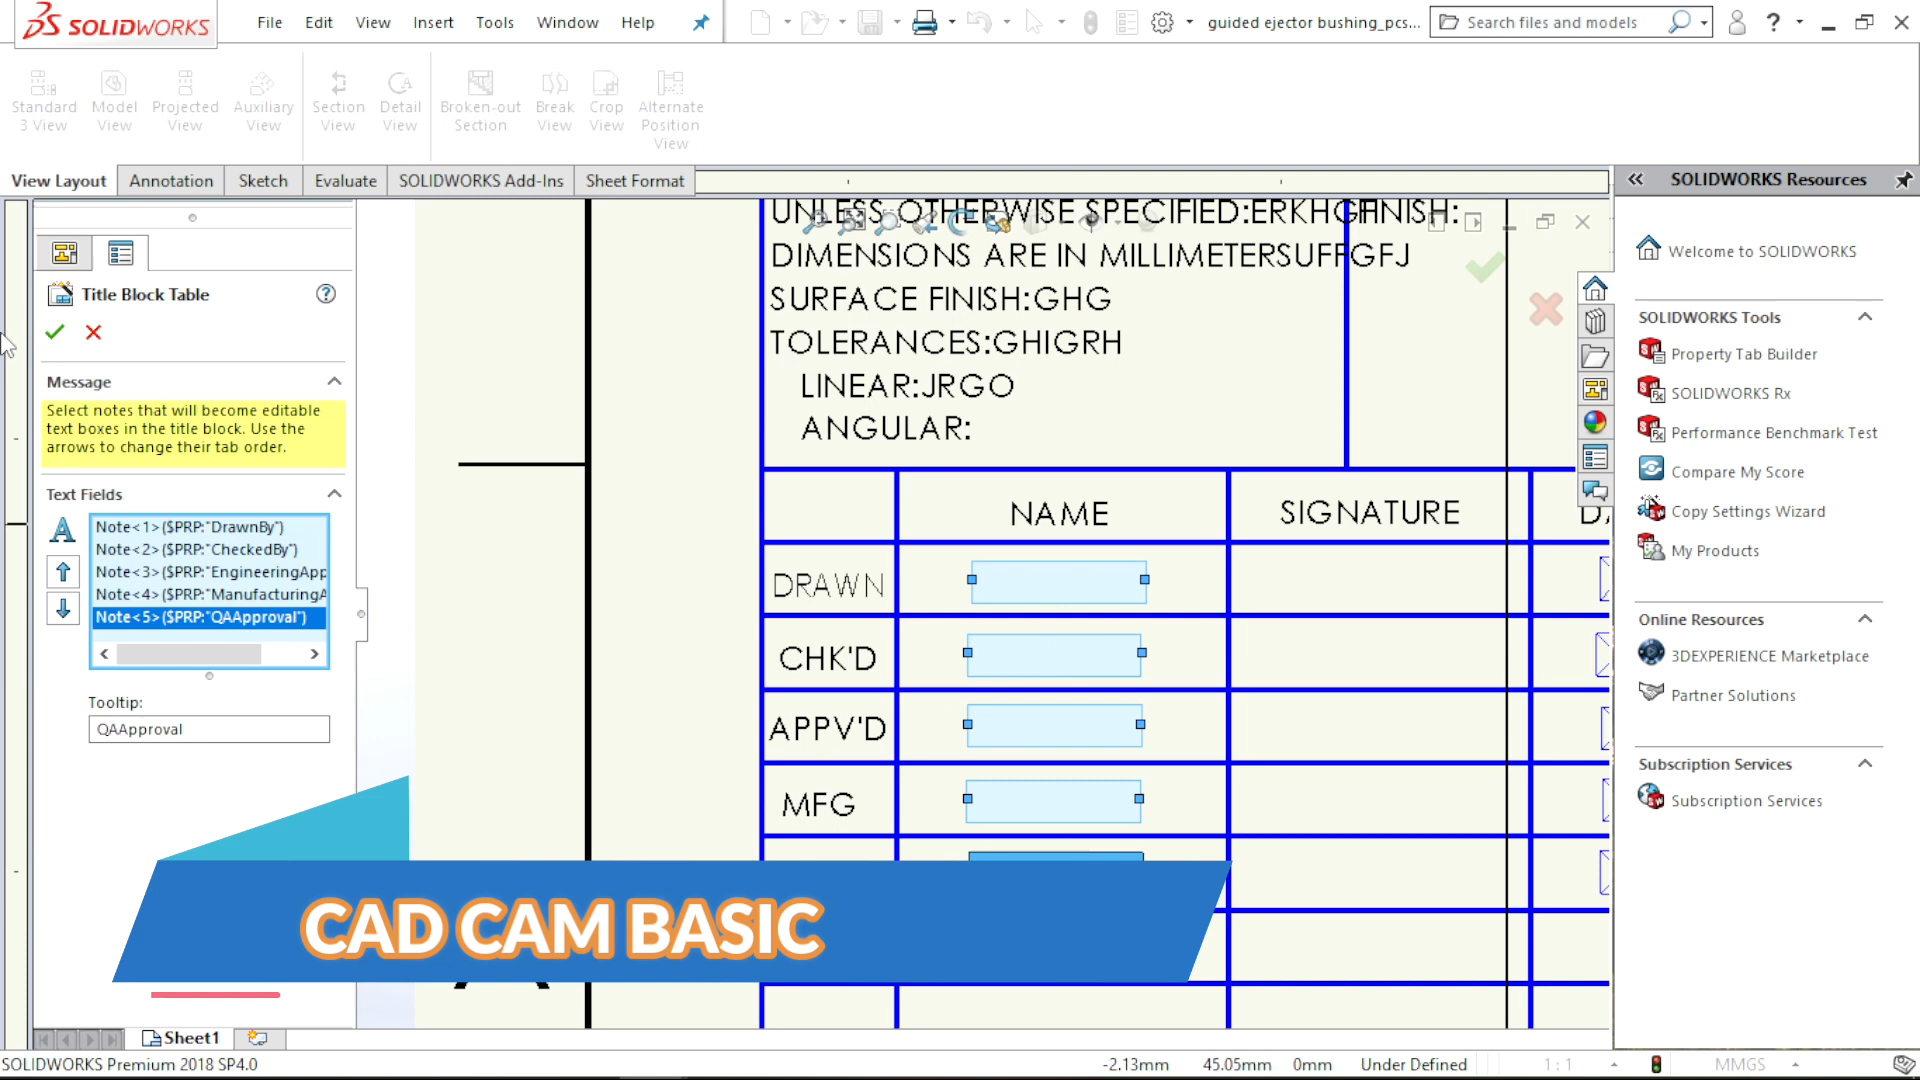 SOLIDWORKS
File Edit View Insert Tools Window Help
guided ejector bushing_pcs...
Search files and models
?
Standard 3 View
Model View
Projected View
Auxiliary View
Section View
Detail View
Broken-out Section
Break View
Crop View
Alternate Position View
View Layout Annotation Sketch Evaluate SOLIDWORKS Add-Ins Sheet Format
Title Block Table
Message
Select notes that will become editable
text boxes in the title block. Use the
arrows to change their tab order.
Text Fields
Note<1>($PRP:"DrawnBy")
Note<2>($PRP:"CheckedBy")
Note<3>($PRP:"EngineeringApp
Note<4>($PRP:"ManufacturingA
Note<5>($PRP:"QAApproval")
Tooltip:
QAApproval
UNLESS OTHERWISE SPECIFIED:ERKHG
FINISH:
DIMENSIONS ARE IN MILLIMETERSUFFGFJ
SURFACE FINISH:GHG
TOLERANCES:GHIGRH
LINEAR:JRGO
ANGULAR:
NAME
SIGNATURE
DRAWN
CHK'D
APPV'D
MFG
CAD CAM BASIC
SOLIDWORKS Resources
Welcome to SOLIDWORKS
SOLIDWORKS Tools
Property Tab Builder
SOLIDWORKS Rx
Performance Benchmark Test
Compare My Score
Copy Settings Wizard
My Products
Online Resources
3DEXPERIENCE Marketplace
Partner Solutions
Subscription Services
Subscription Services
Sheet1
SOLIDWORKS Premium 2018 SP4.0
-2.13mm 45.05mm 0mm Under Defined 1 : 1 MMGS